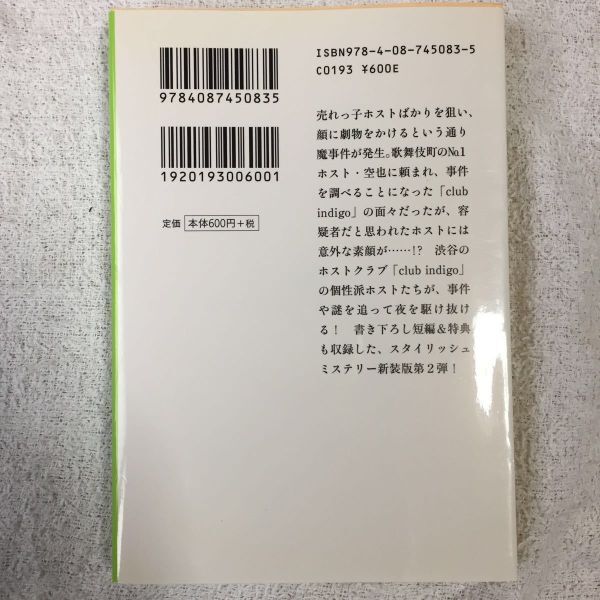 ISBN978-4-08-745083-5
C0193 ¥600E
9784087450835
1920193006001
定価 本体600円+税
売れっ子ホストばかりを狙い、
顔に劇物をかけるという通り
魔事件が発生。歌舞伎町の№1
ホスト・空也に頼まれ、事件
を調べることになった「club
indigo」の面々だったが、容
疑者だと思われたホストには
意外な素顔が……!? 渋谷の
ホストクラブ「club indigo」
の個性派ホストたちが、事件
や謎を追って夜を駆け抜け
る! 書き下ろし短編&特典
も収録した、スタイリッシュ
ミステリー新装版第2弾!